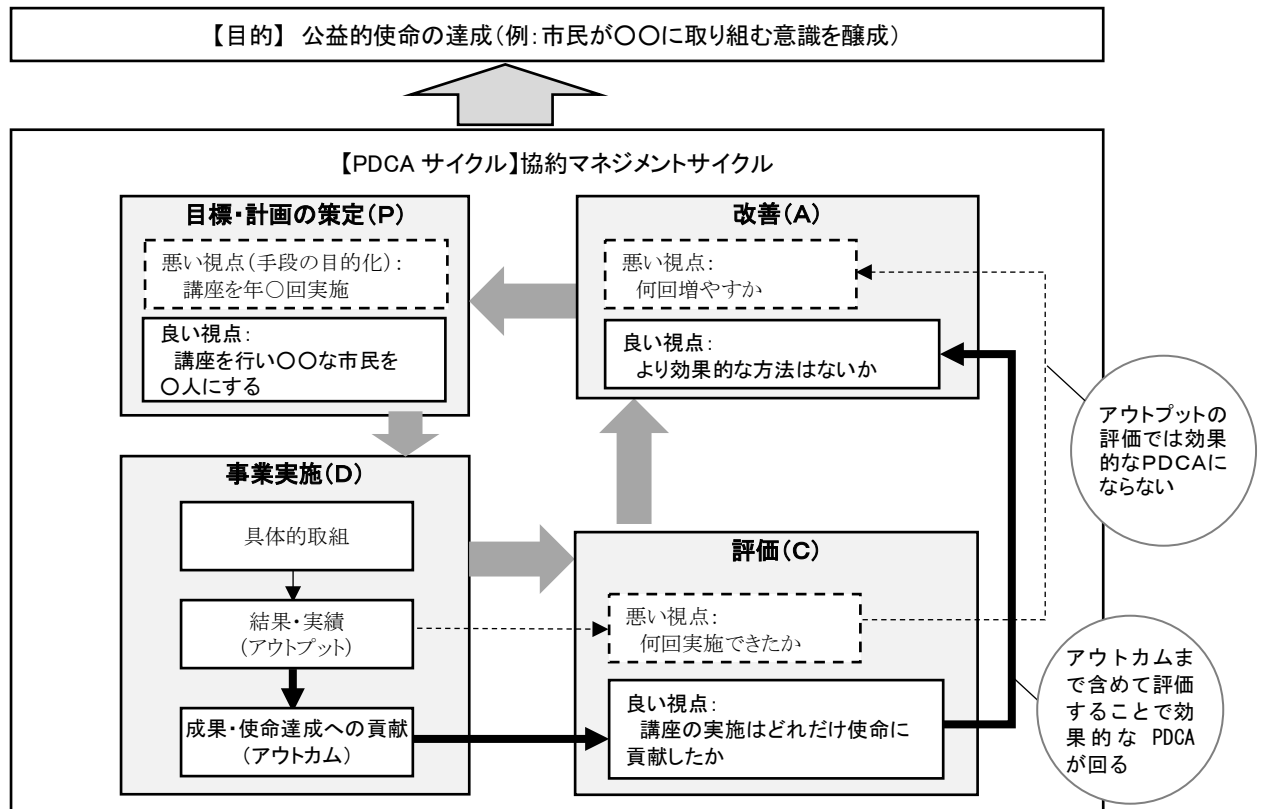 【目的】 公益的使命の達成(例:市民が〇〇に取り組む意識を醸成)
【PDCA サイクル】協約マネジメントサイクル
目標・計画の策定(P)
悪い視点(手段の目的化):
講座を年〇回実施
良い視点:
講座を行い〇〇な市民を
〇人にする
改善(A)
悪い視点:
何回増やすか
良い視点:
より効果的な方法はないか
アウトプットの
評価では効果
的なPDCAに
ならない
事業実施(D)
具体的取組
結果・実績
(アウトプット)
成果・使命達成への貢献
(アウトカム)
評価(C)
悪い視点:
何回実施できたか
良い視点:
講座の実施はどれだけ使命に
貢献したか
アウトカムま
で含めて評価
することで効
果的な PDCA
が回る